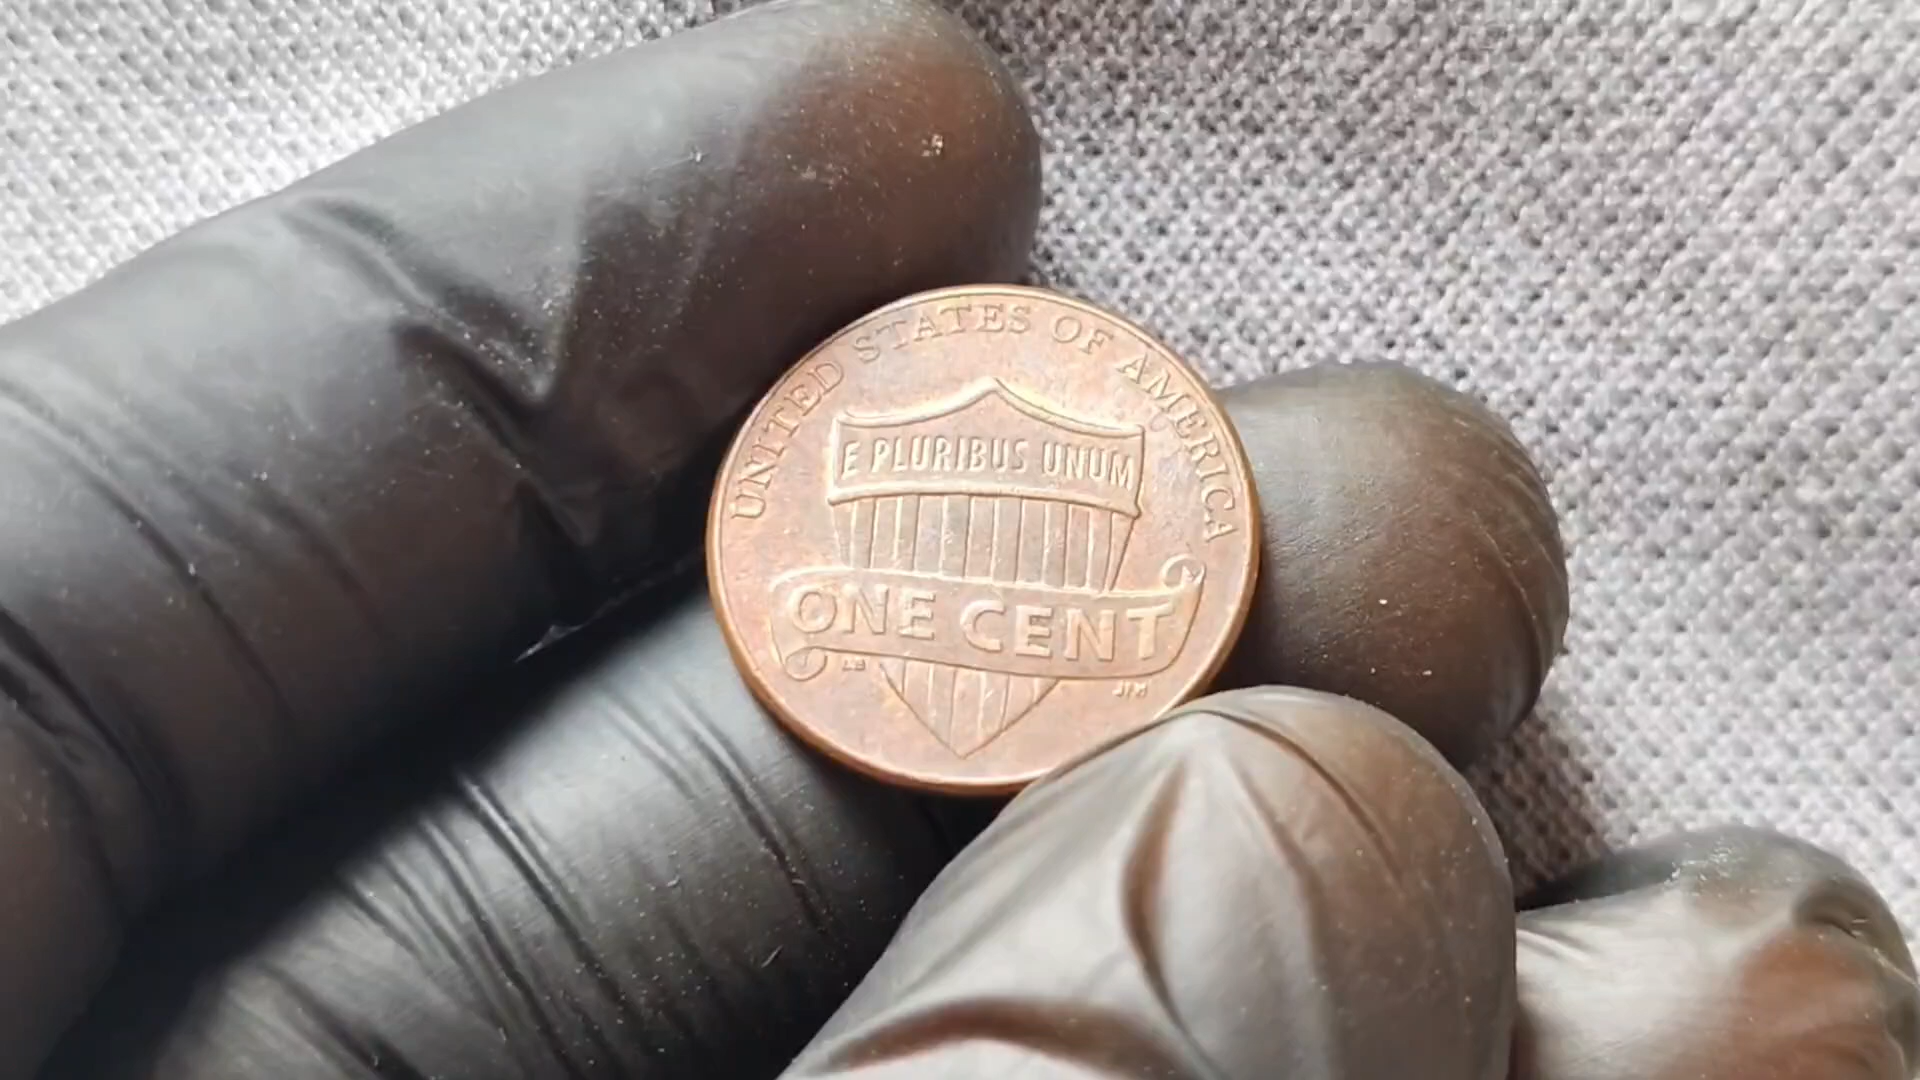 UNITED STATES OF AMERICA
E PLURIBUS UNUM
ONE CENT
LB
JFM